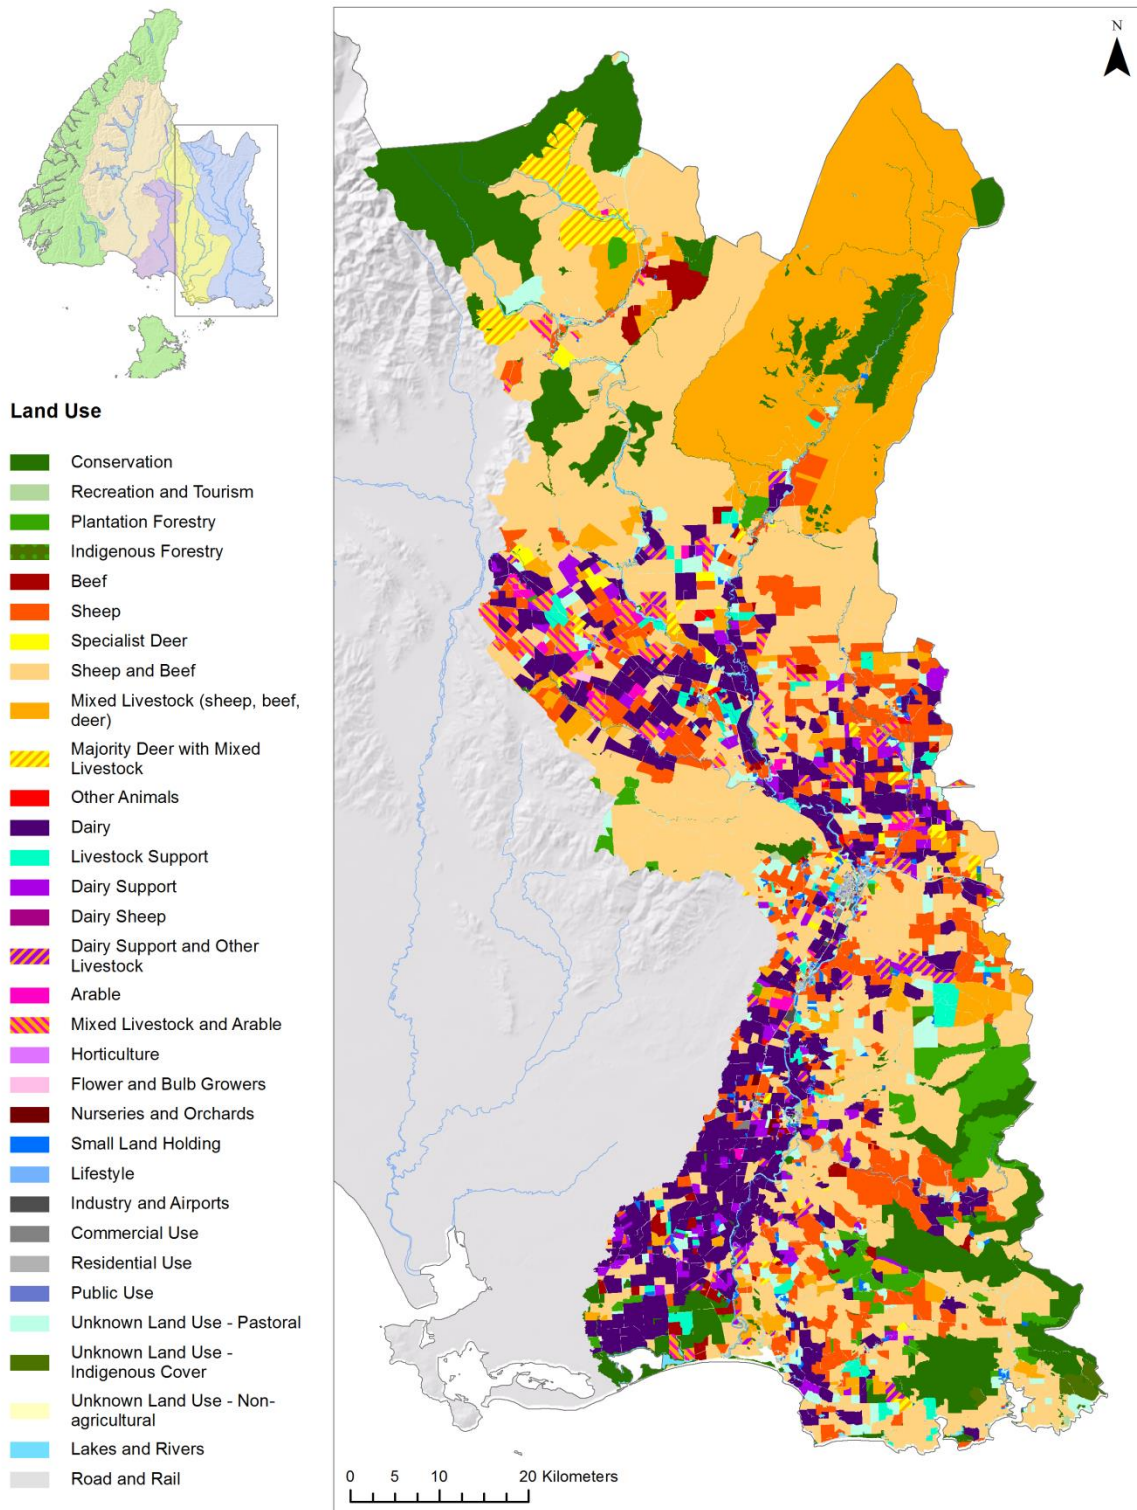 N
Land Use
Conservation
Recreation and Tourism
Plantation Forestry
Indigenous Forestry
Beef
Sheep
Specialist Deer
Sheep and Beef
Mixed Livestock (sheep, beef,
deer)
Majority Deer with Mixed
Livestock
Other Animals
Dairy
Livestock Support
Dairy Support
Dairy Sheep
Dairy Support and Other
Livestock
Arable
Mixed Livestock and Arable
Horticulture
Flower and Bulb Growers
Nurseries and Orchards
Small Land Holding
Lifestyle
Industry and Airports
Commercial Use
Residential Use
Public Use
Unknown Land Use - Pastoral
Unknown Land Use -
Indigenous Cover
Unknown Land Use - Non-
agricultural
Lakes and Rivers
Road and Rail
0 5 10 20 Kilometers